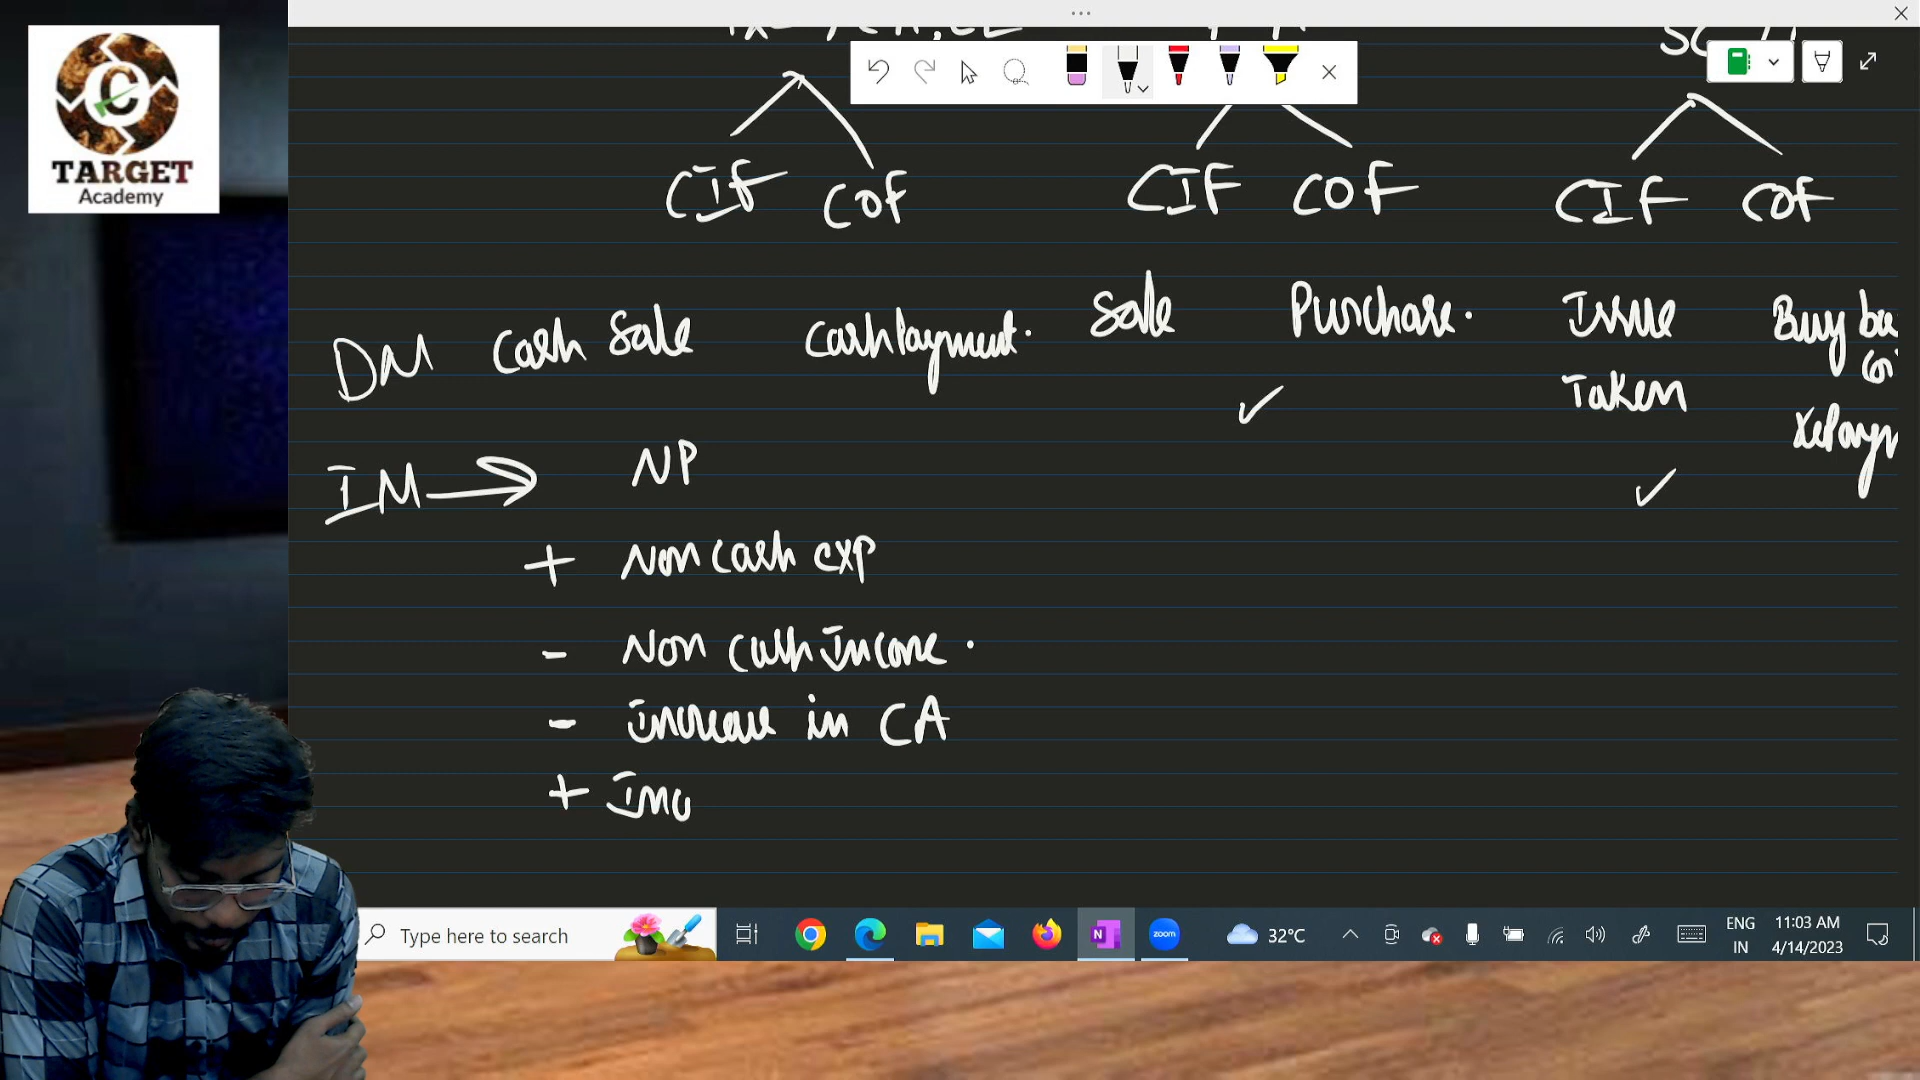 TARGET
Academy
CIF COF
CIF COF
CIF COF
DM Cash Sale Cash Payment.
Sale Purchase.
Issue
Taken
Buy
IM → NP
+ Non cash exp
- Non cash Income.
- Increase in CA
+ Inc
Type here to search
zoom
32°C
ENG
IN
11:03 AM
4/14/2023